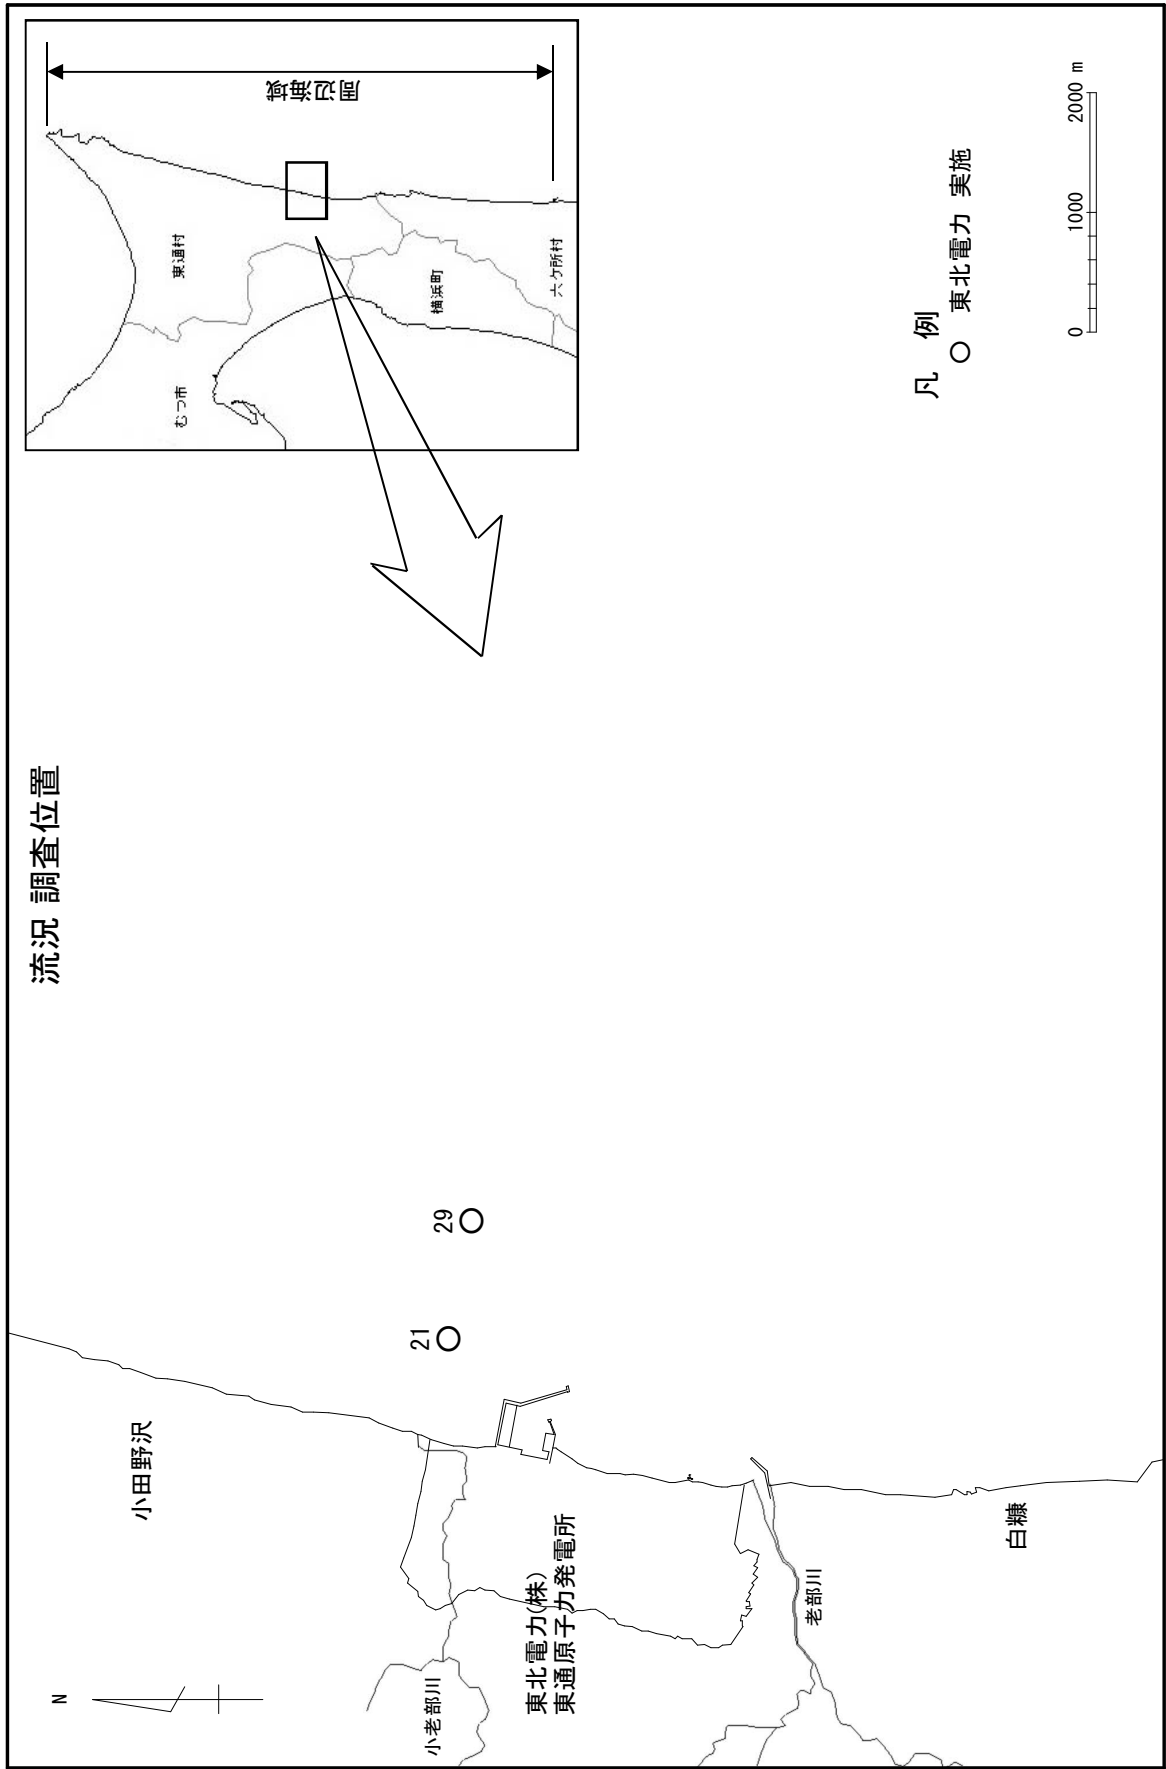 流況 調査位置
周辺海域
東通村
むつ市
横浜町
六ケ所村
N
小田野沢
21
29
小老部川
東北電力(株)
東通原子力発電所
老部川
白糠
凡 例
○ 東北電力 実施
0 1000 2000 m